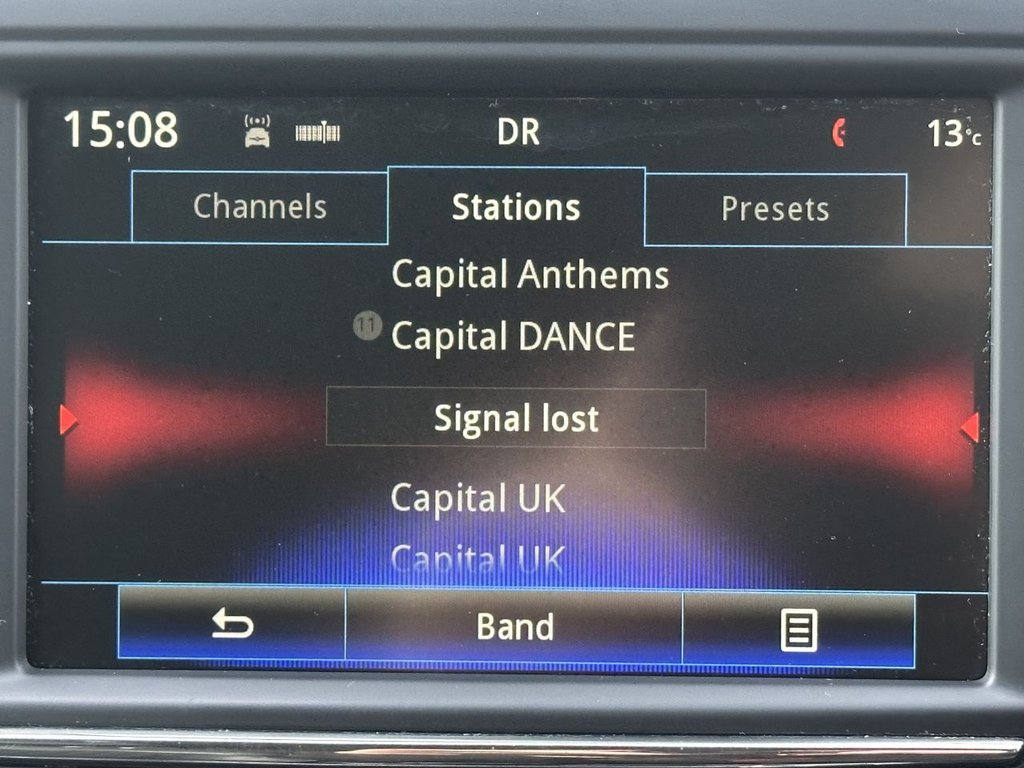 15:08 DR 13°C
Channels Stations Presets
Capital Anthems
11 Capital DANCE
Signal lost
Capital UK
Capital UK
Band